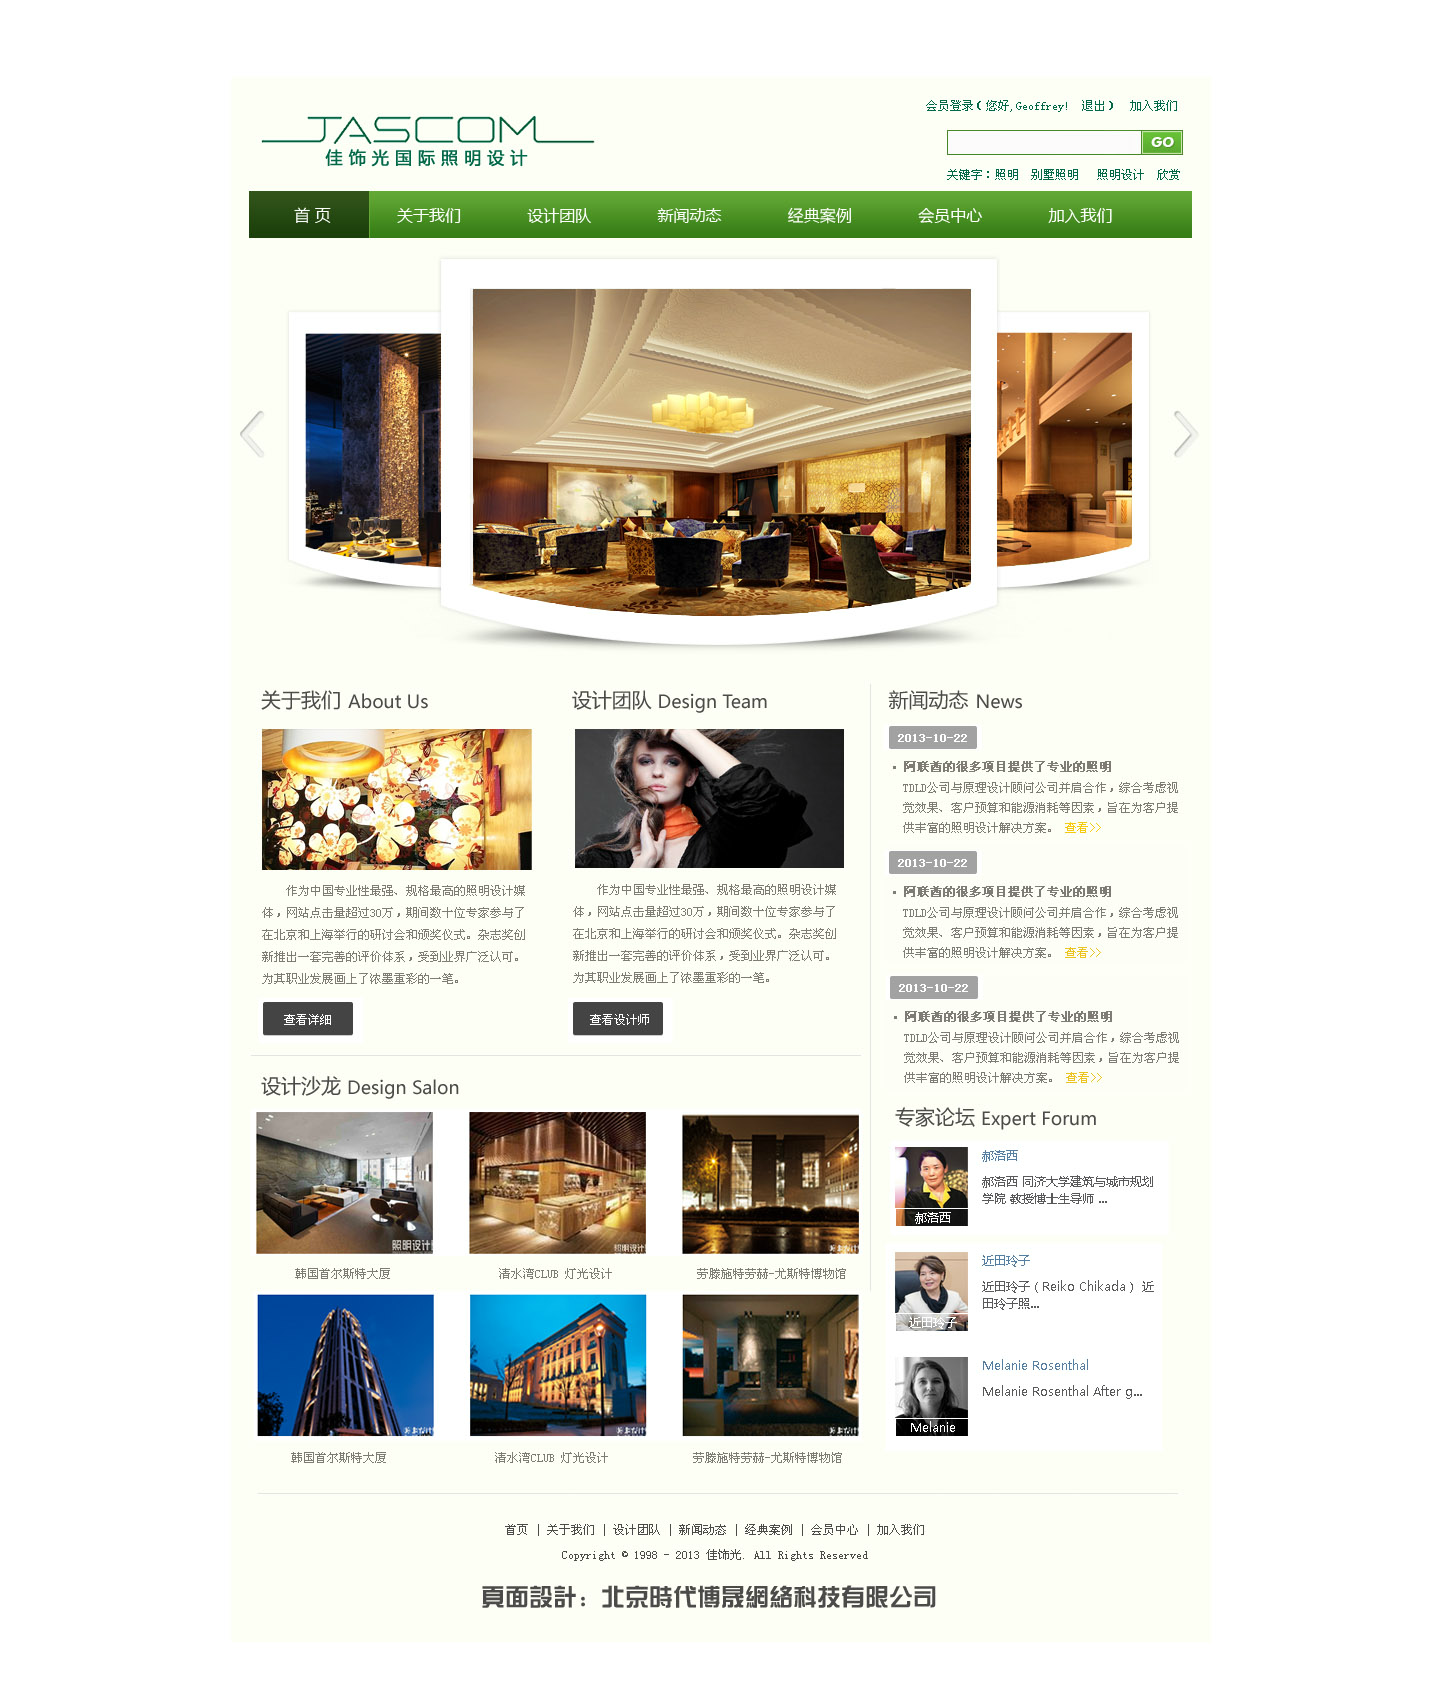 会员登录(您好,Geoffrey! 退出) 加入我们
JASCOM
佳饰光国际照明设计
GO
关键字:照明 别墅照明 照明设计 欣赏
首 页 关于我们 设计团队 新闻动态 经典案例 会员中心 加入我们
关于我们 About Us
作为中国专业性最强、规格最高的照明设计媒
体,网站点击量超过30万,期间数十位专家参与了
在北京和上海举行的研讨会和颁奖仪式。杂志奖创
新推出一套完善的评价体系,受到业界广泛认可。
为其职业发展画上了浓墨重彩的一笔。
查看详细
设计团队 Design Team
作为中国专业性最强、规格最高的照明设计媒
体,网站点击量超过30万,期间数十位专家参与了
在北京和上海举行的研讨会和颁奖仪式。杂志奖创
新推出一套完善的评价体系,受到业界广泛认可。
为其职业发展画上了浓墨重彩的一笔。
查看设计师
新闻动态 News
2013-10-22
阿联酋的很多项目提供了专业的照明
TDLD公司与原理设计顾问公司并肩合作,综合考虑视
觉效果、客户预算和能源消耗等因素,旨在为客户提
供丰富的照明设计解决方案。 查看>>
2013-10-22
阿联酋的很多项目提供了专业的照明
TDLD公司与原理设计顾问公司并肩合作,综合考虑视
觉效果、客户预算和能源消耗等因素,旨在为客户提
供丰富的照明设计解决方案。 查看>>
2013-10-22
阿联酋的很多项目提供了专业的照明
TDLD公司与原理设计顾问公司并肩合作,综合考虑视
觉效果、客户预算和能源消耗等因素,旨在为客户提
供丰富的照明设计解决方案。 查看>>
设计沙龙 Design Salon
照明设计
照明设计
韩国首尔斯特大厦
清水湾CLUB 灯光设计
劳滕施特劳赫-尤斯特博物馆
韩国首尔斯特大厦
清水湾CLUB 灯光设计
劳滕施特劳赫-尤斯特博物馆
专家论坛 Expert Forum
郝洛西
郝洛西
郝洛西 同济大学建筑与城市规划
学院 教授博士生导师 ...
近田玲子
近田玲子
近田玲子(Reiko Chikada) 近
田玲子照...
Melanie
Melanie Rosenthal
Melanie Rosenthal After g...
首页 | 关于我们 | 设计团队 | 新闻动态 | 经典案例 | 会员中心 | 加入我们
Copyright © 1998 - 2013 佳饰光. All Rights Reserved
頁面設計：北京時代博晟網絡科技有限公司